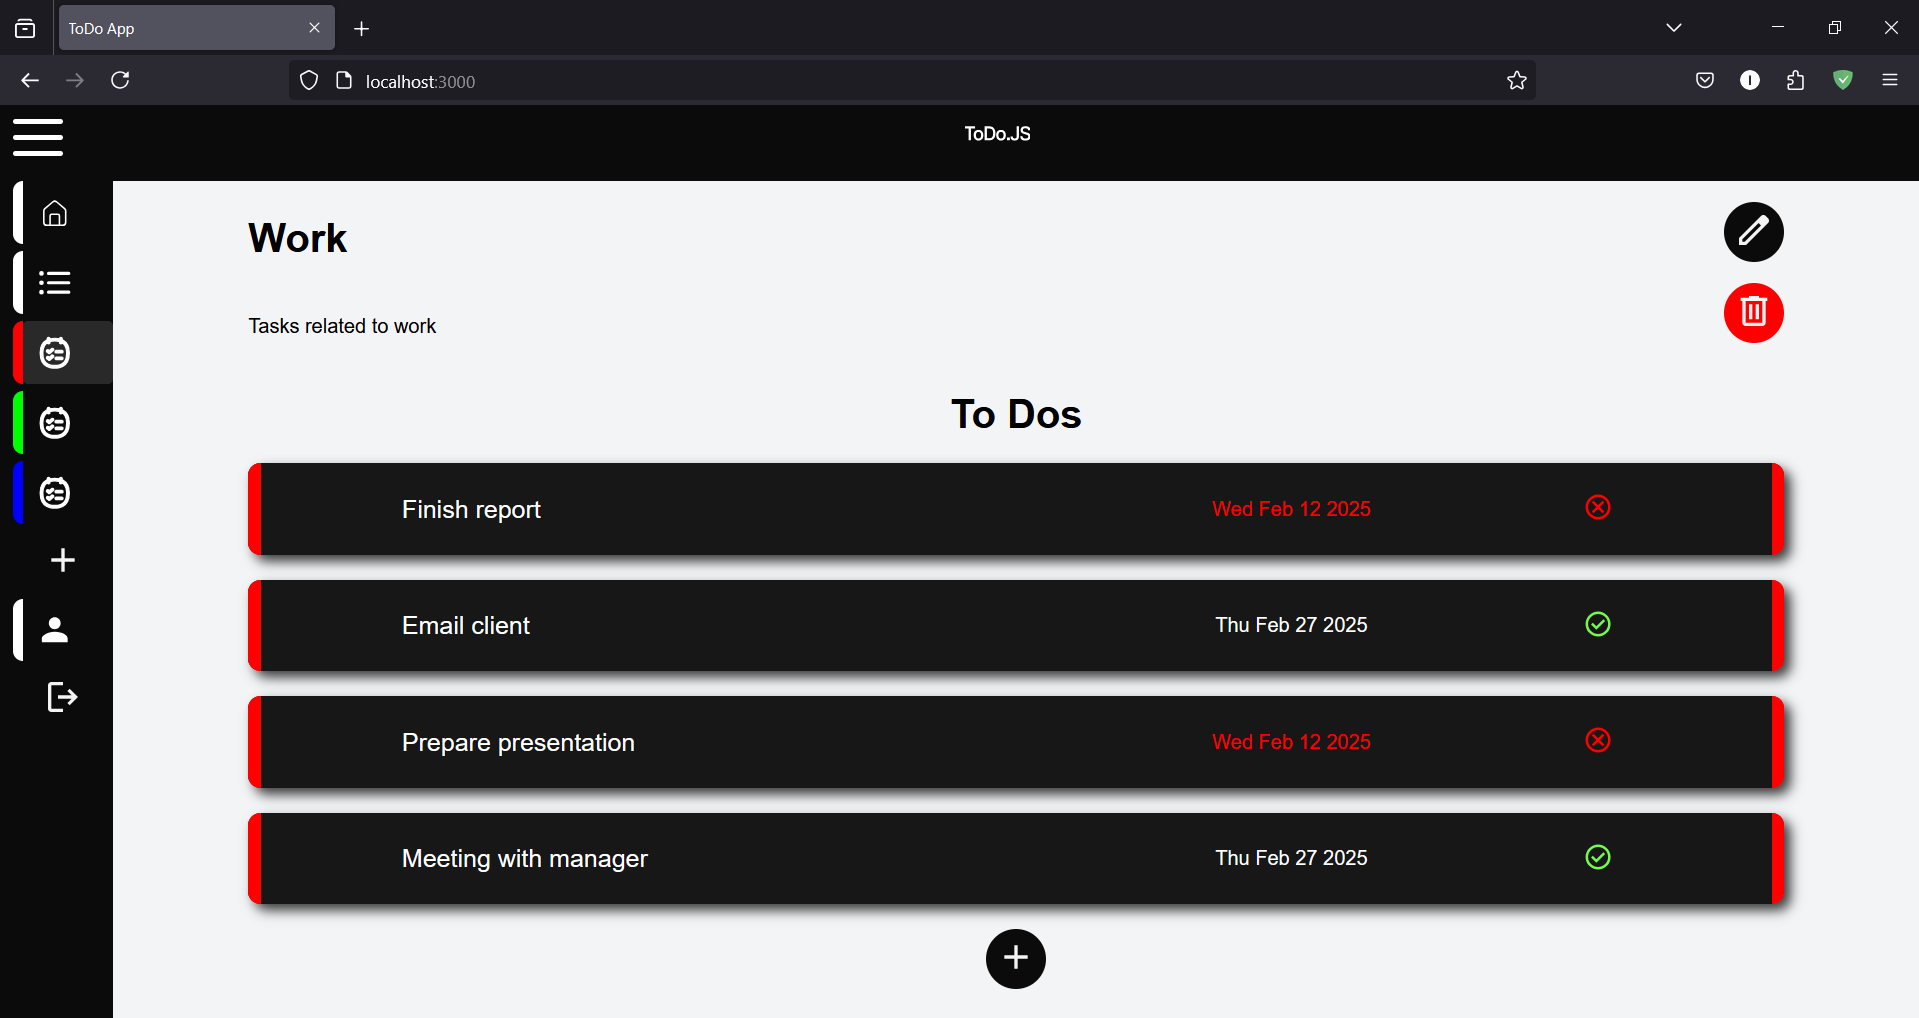 ToDo App
localhost:3000
ToDo.JS
Work
Tasks related to work
To Dos
Finish report Wed Feb 12 2025
Email client Thu Feb 27 2025
Prepare presentation Wed Feb 12 2025
Meeting with manager Thu Feb 27 2025